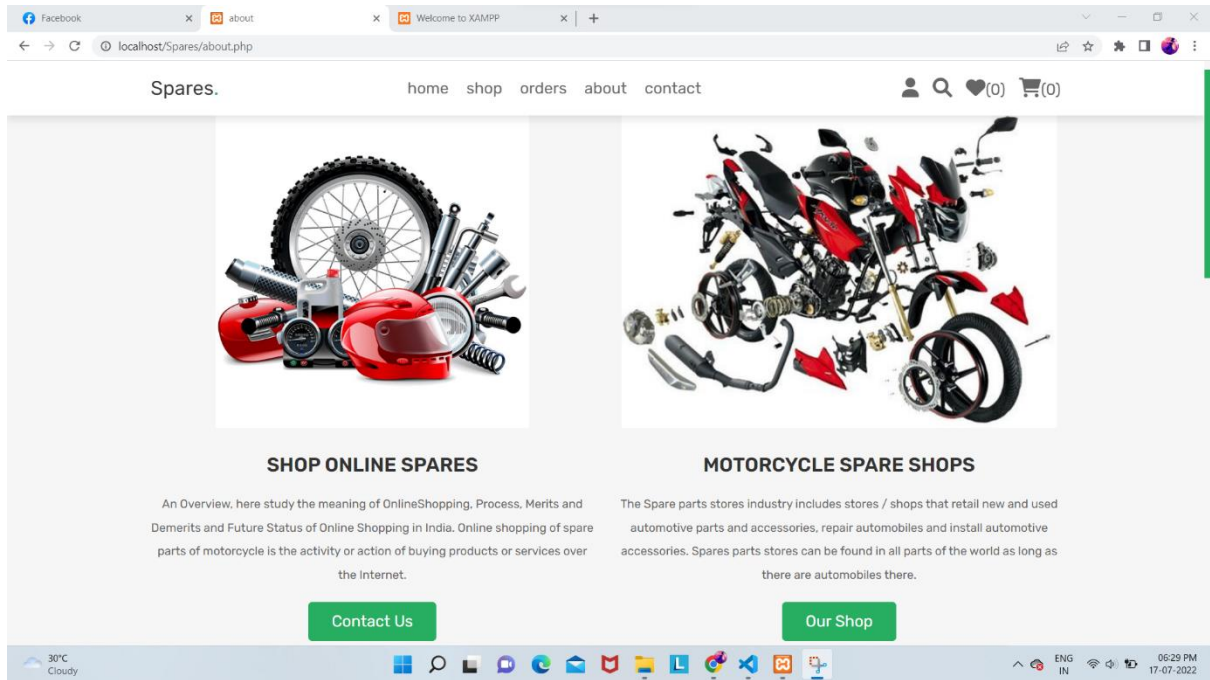 Facebook
about
Welcome to XAMPP
localhost/Spares/about.php
Spares.
home shop orders about contact
(0)
(0)
SHOP ONLINE SPARES
An Overview, here study the meaning of OnlineShopping, Process, Merits and
Demerits and Future Status of Online Shopping in India. Online shopping of spare
parts of motorcycle is the activity or action of buying products or services over
the Internet.
Contact Us
MOTORCYCLE SPARE SHOPS
The Spare parts stores industry includes stores / shops that retail new and used
automotive parts and accessories, repair automobiles and install automotive
accessories. Spares parts stores can be found in all parts of the world as long as
there are automobiles there.
Our Shop
30°C
Cloudy
L
ENG
IN
06:29 PM
17-07-2022